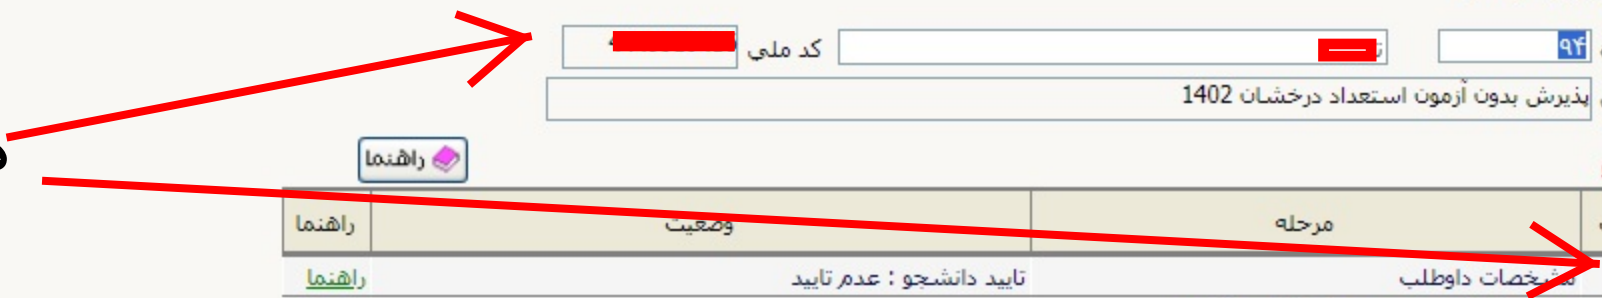 ۹۴ کد ملي
پذیرش بدون آزمون استعداد درخشان 1402
راهنما
مرحله وضعیت راهنما
مشخصات داوطلب تایید دانشجو : عدم تایید راهنما